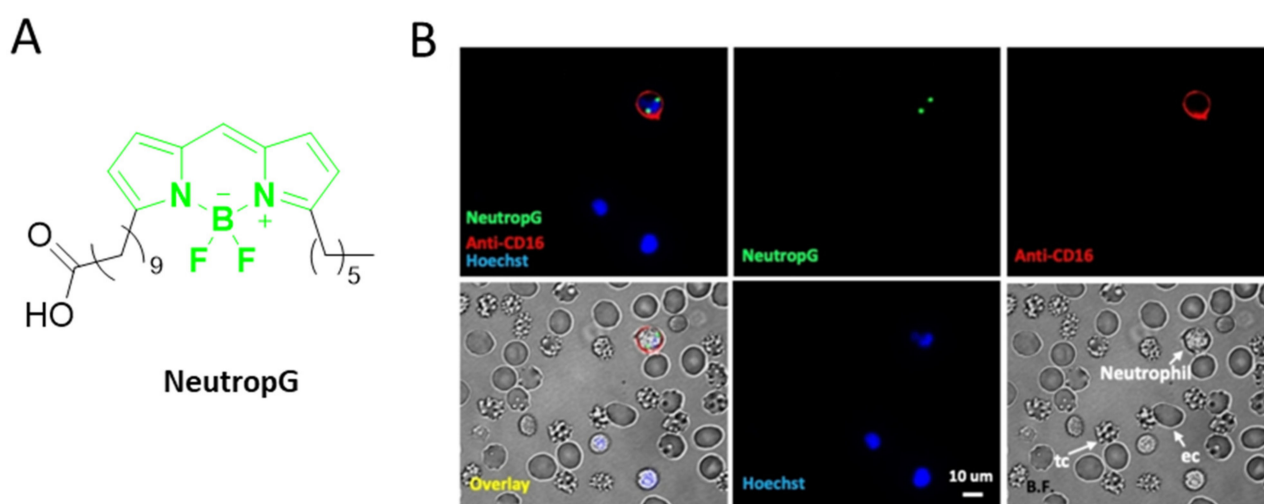 A
B
N
N
−
+
B
F
F
O
HO
9
5
NeutropG
NeutropG
Anti-CD16
Hoechst
NeutropG
Anti-CD16
Overlay
Hoechst
10 um
Neutrophil
tc
ec
B.F.